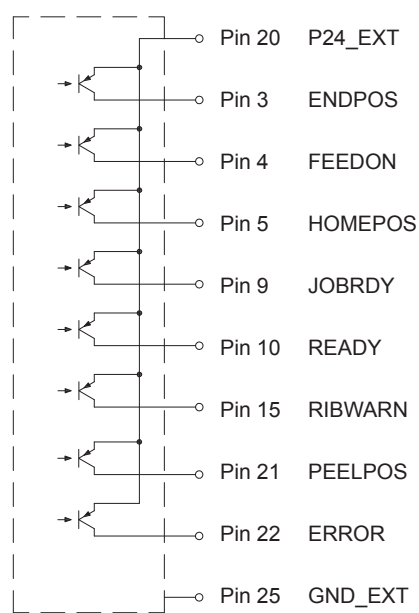 Pin 20 P24_EXT
Pin 3 ENDPOS
Pin 4 FEEDON
Pin 5 HOMEPOS
Pin 9 JOBRDY
Pin 10 READY
Pin 15 RIBWARN
Pin 21 PEELPOS
Pin 22 ERROR
Pin 25 GND_EXT